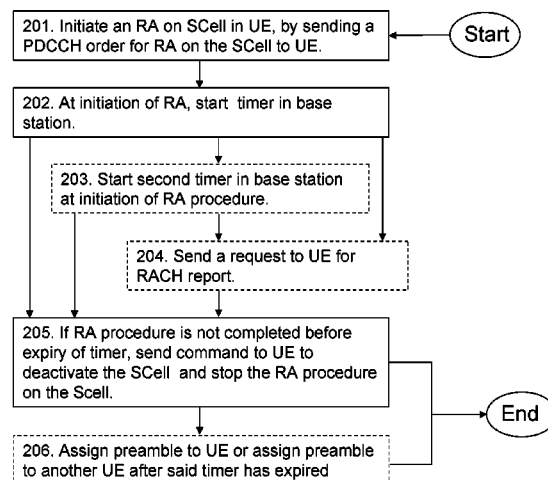 201. Initiate an RA on SCell in UE, by sending a
PDCCH order for RA on the SCell to UE.
Start
202. At initiation of RA, start timer in base
station.
203. Start second timer in base station
at initiation of RA procedure.
204. Send a request to UE for
RACH report.
205. If RA procedure is not completed before
expiry of timer, send command to UE to
deactivate the SCell and stop the RA procedure
on the Scell.
End
206. Assign preamble to UE or assign preamble
to another UE after said timer has expired